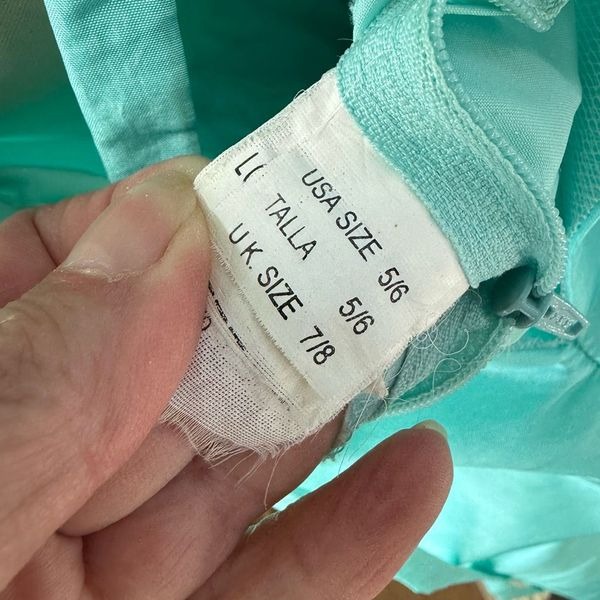 USA SIZE 5/6
TALLA 5/6
U.K. SIZE 7/8